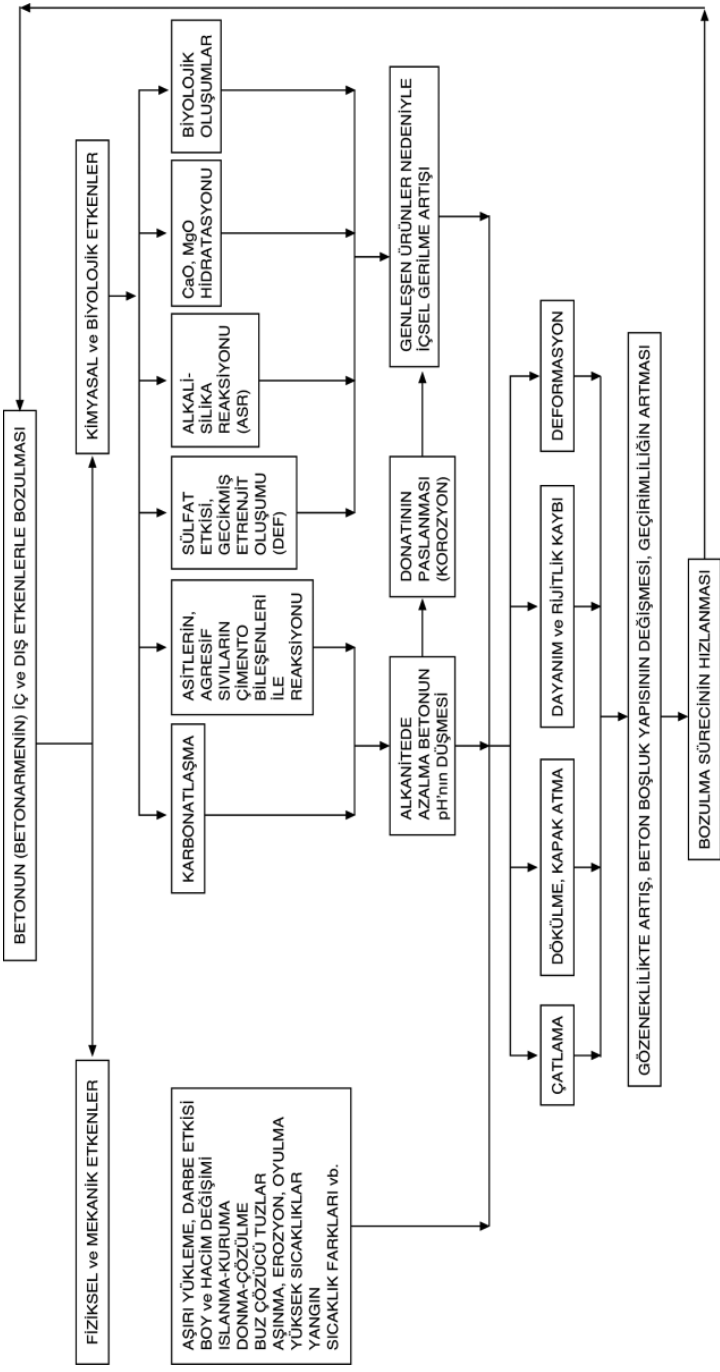 BETONUN (BETONARMENİN) İÇ ve DIŞ ETKENLERLE BOZULMASI
FİZİKSEL ve MEKANİK ETKENLER
KİMYASAL ve BİYOLOJİK ETKENLER
AŞIRI YÜKLEME, DARBE ETKİSİ
BOY ve HACİM DEĞİŞİMİ
ISLANMA-KURUMA
DONMA-ÇÖZÜLME
BUZ ÇÖZÜCÜ TUZLAR
AŞINMA, EROZYON, OYULMA
YÜKSEK SICAKLIKLAR
YANGIN
SICAKLIK FARKLARI vb.
KARBONATLAŞMA
ASİTLERİN,
AGRESİF
SIVILARIN
ÇİMENTO
BİLEŞENLERİ
İLE
REAKSİYONU
SÜLFAT
ETKİSİ,
GECİKMİŞ
ETRENJİT
OLUŞUMU
(DEF)
ALKALİ-
SİLİKA
REAKSİYONU
(ASR)
CaO, MgO
HİDRATASYONU
BİYOLOJİK
OLUŞUMLAR
ALKANİTEDE
AZALMA BETONUN
pH'nın DÜŞMESİ
DONATININ
PASLANMASI
(KOROZYON)
GENLEŞEN ÜRÜNLER NEDENİYLE
İÇSEL GERİLME ARTIŞI
ÇATLAMA
DÖKÜLME, KAPAK ATMA
DAYANIM ve RİJİTLİK KAYBI
DEFORMASYON
GÖZENEKLİLİKTE ARTIŞ, BETON BOŞLUK YAPISININ DEĞİŞMESİ, GEÇİRİMLİLİĞİN ARTMASI
BOZULMA SÜRECİNİN HIZLANMASI